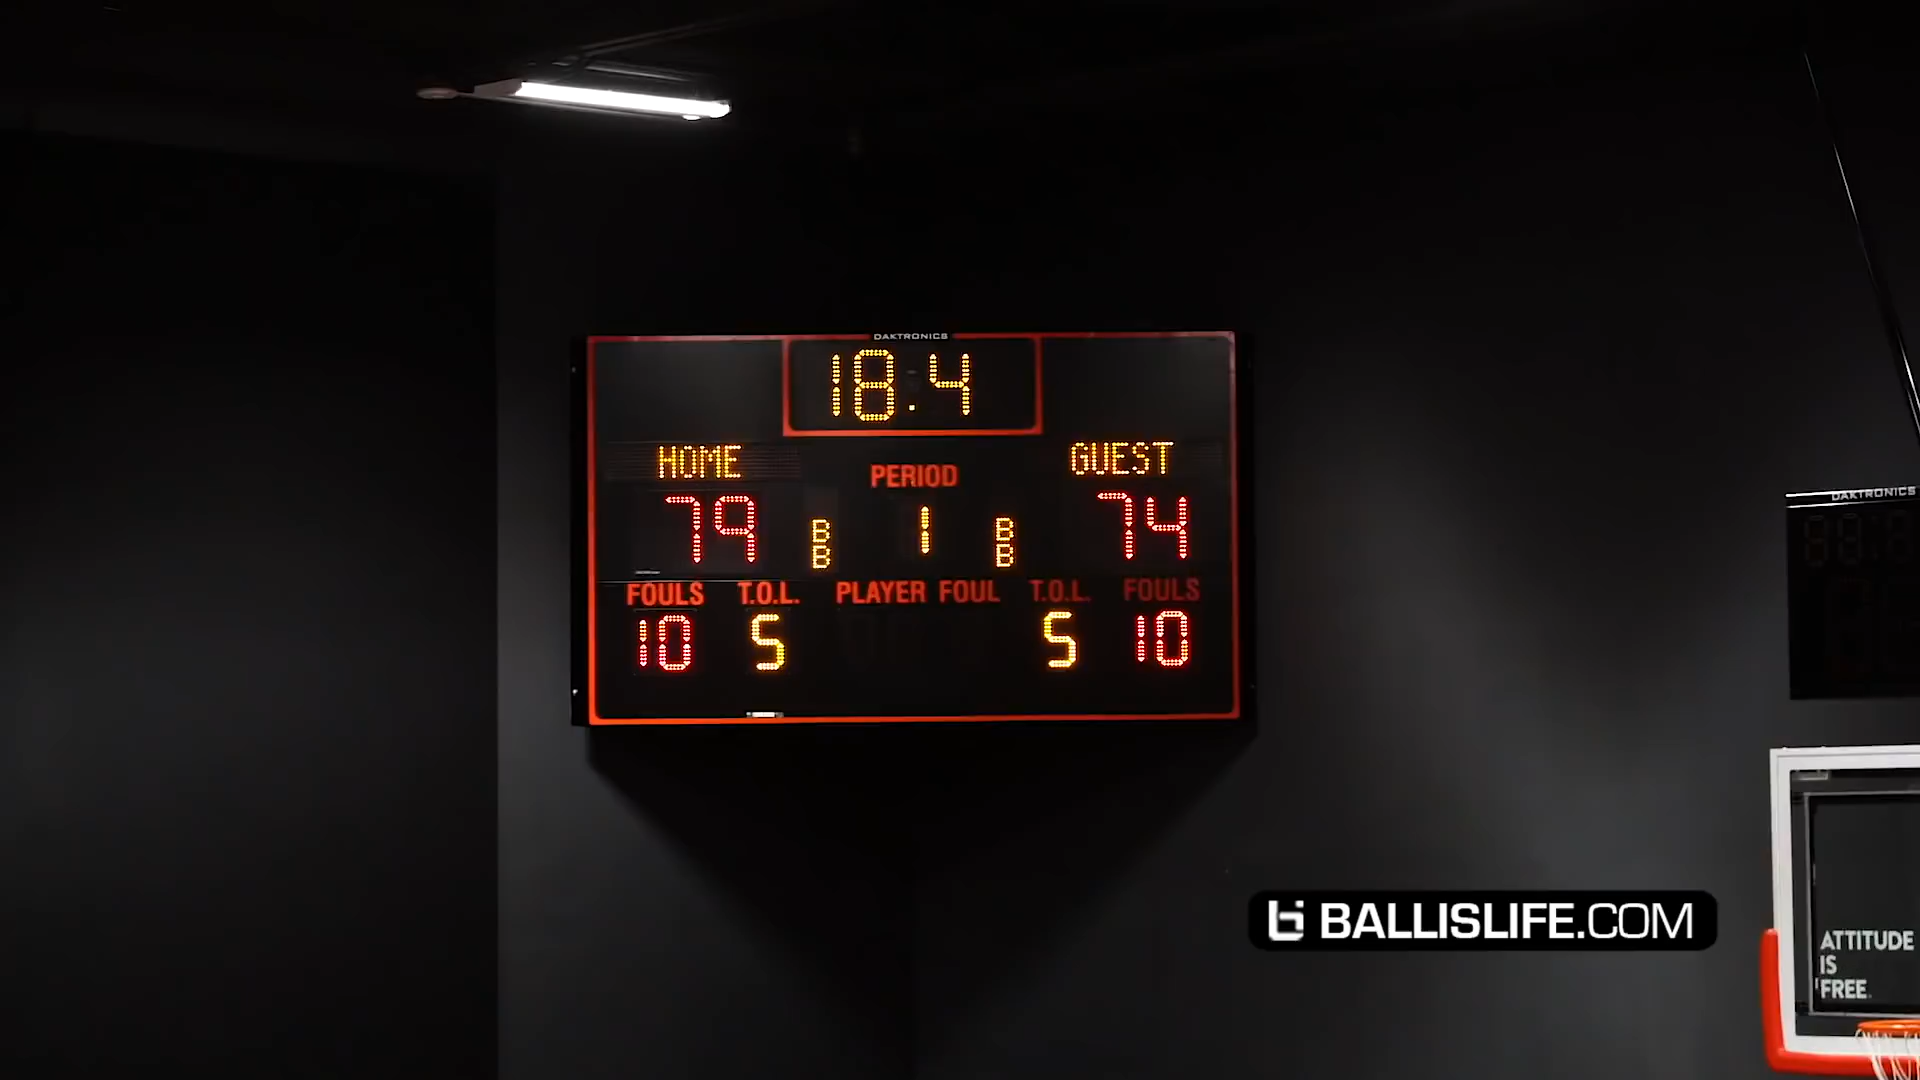 DAKTRONICS
18.4
HOME
PERIOD
GUEST
79
B
B
1
B
B
74
FOULS
T.O.L.
PLAYER FOUL
T.O.L.
FOULS
10
5
5
10
DAKTRONICS
BALLISLIFE.COM
ATTITUDE
IS
FREE.